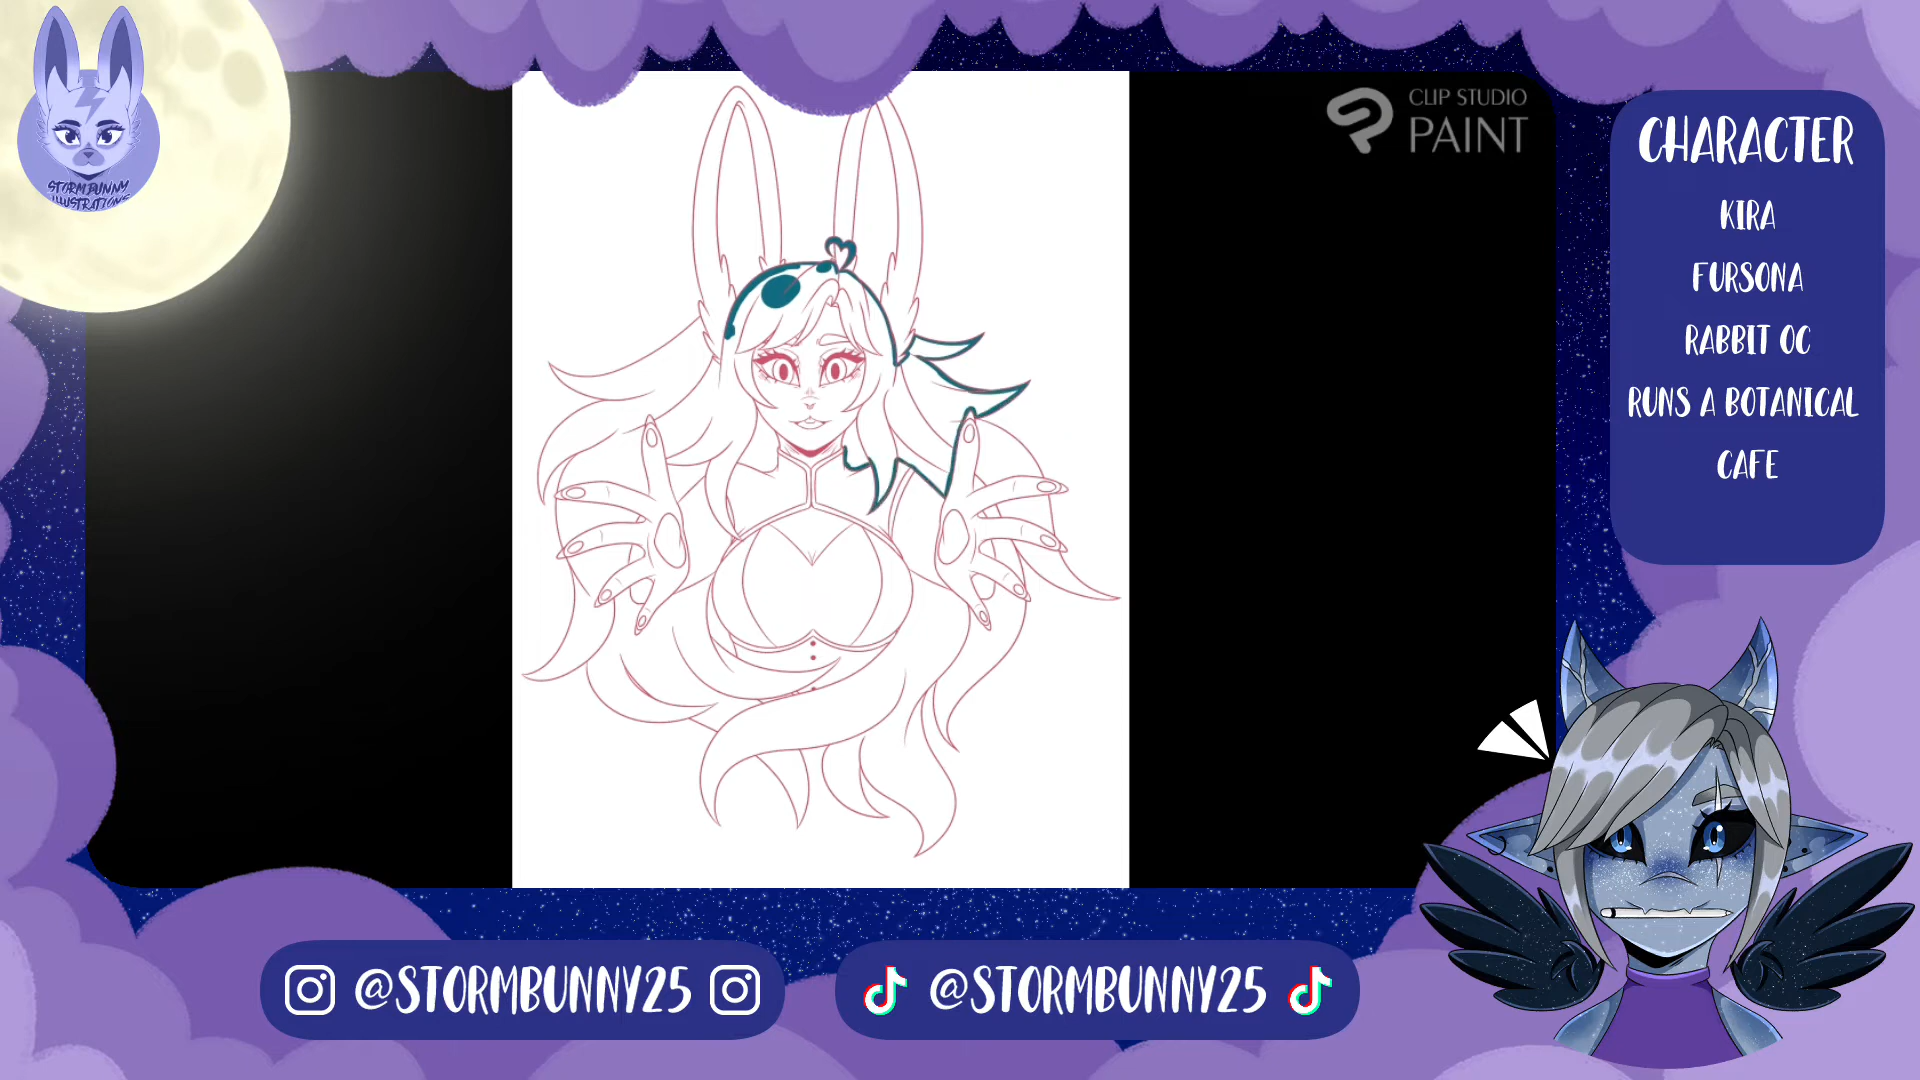 STORMBUNNY
ILLUSTRATIONS
CLIP STUDIO
PAINT
CHARACTER
KIRA
FURSONA
RABBIT OC
RUNS A BOTANICAL
CAFE
@STORMBUNNY25
@STORMBUNNY25